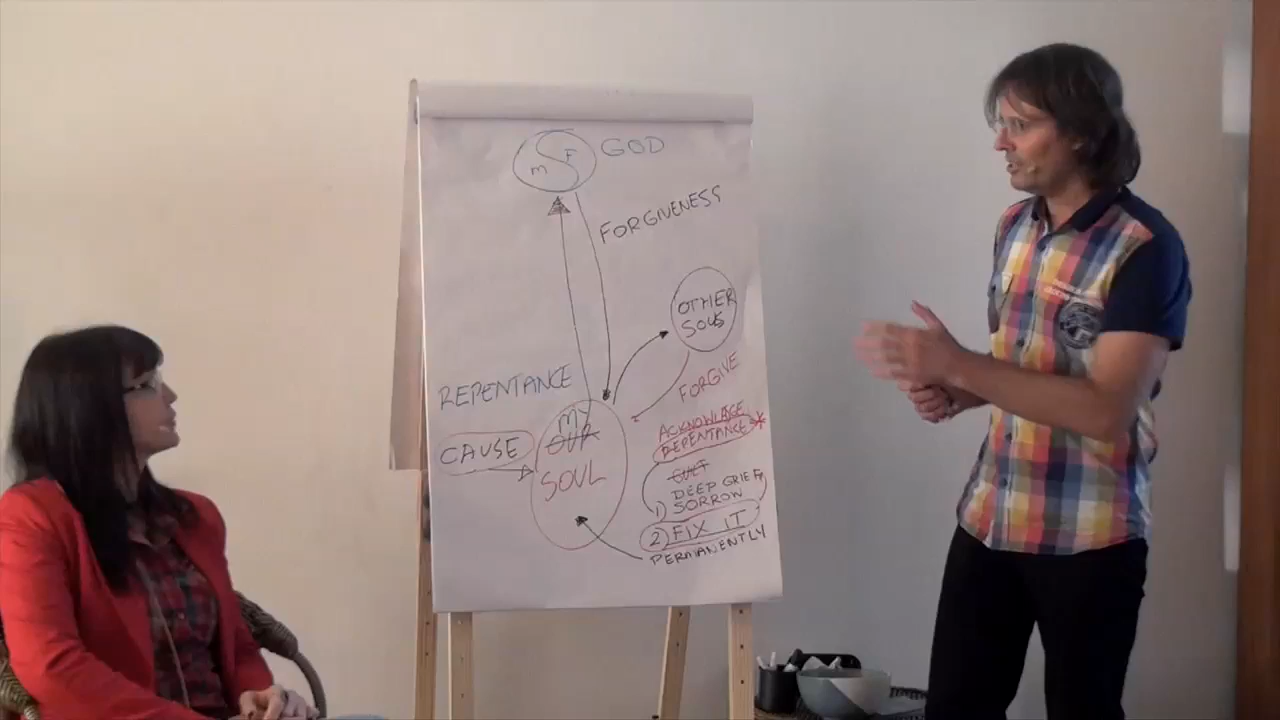 m F GOD
FORGIVENESS
OTHER
SOULS
FORGIVE
REPENTANCE
MY
OUR
CAUSE
SOUL
ACKNOWLEDGE
REPENTANCE
GUILT
DEEP GRIEF
1) SORROW
2) FIX IT
PERMANENTLY